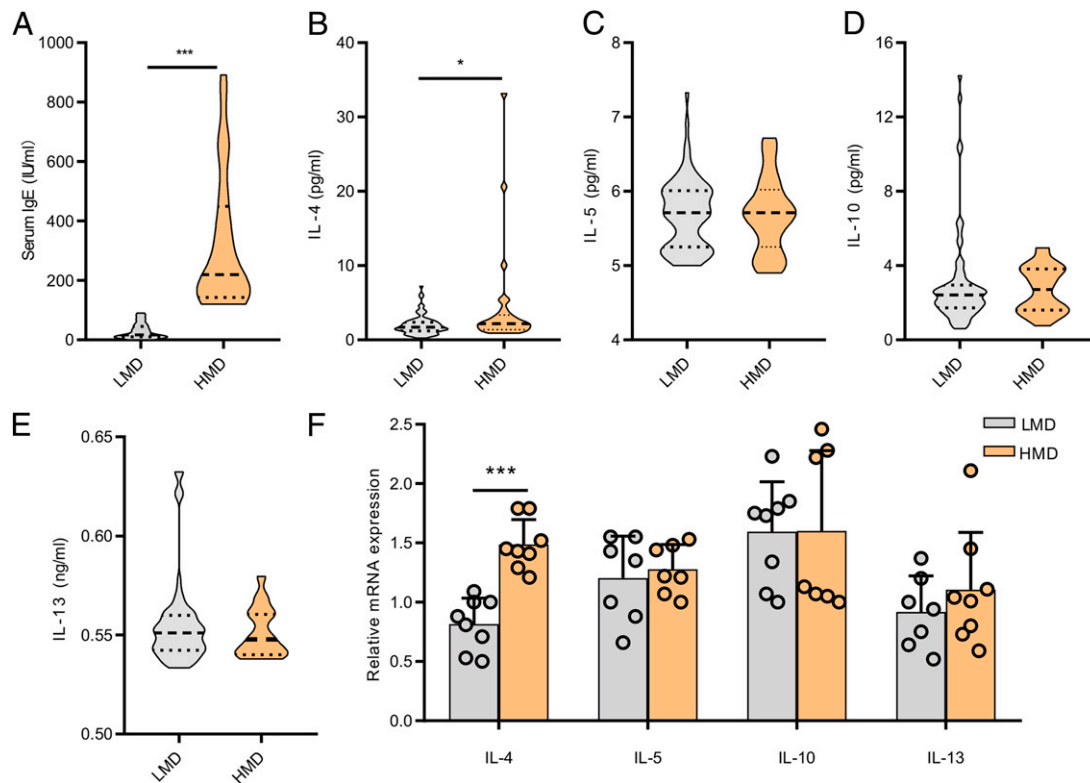 A
Serum IgE (IU/ml)
1000
800
600
400
200
0
***
LMD
HMD
B
IL-4 (pg/ml)
40
30
20
10
0
*
LMD
HMD
C
IL-5 (pg/ml)
8
7
6
5
4
LMD
HMD
D
IL-10 (pg/ml)
16
12
8
4
0
LMD
HMD
E
IL-13 (ng/ml)
0.65
0.60
0.55
0.50
LMD
HMD
F
Relative mRNA expression
2.5
2.0
1.5
1.0
0.5
0.0
***
LMD
HMD
IL-4
IL-5
IL-10
IL-13